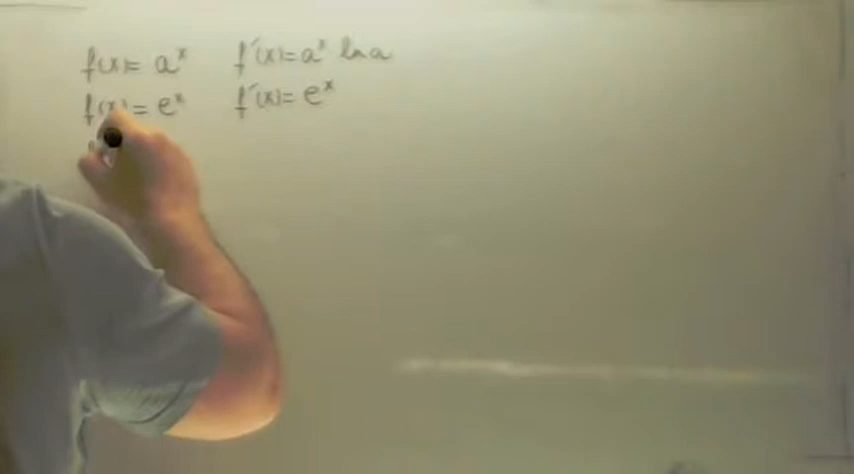 f(x) = a^x f'(x) = a^x ln a
f(x) = e^x f'(x) = e^x